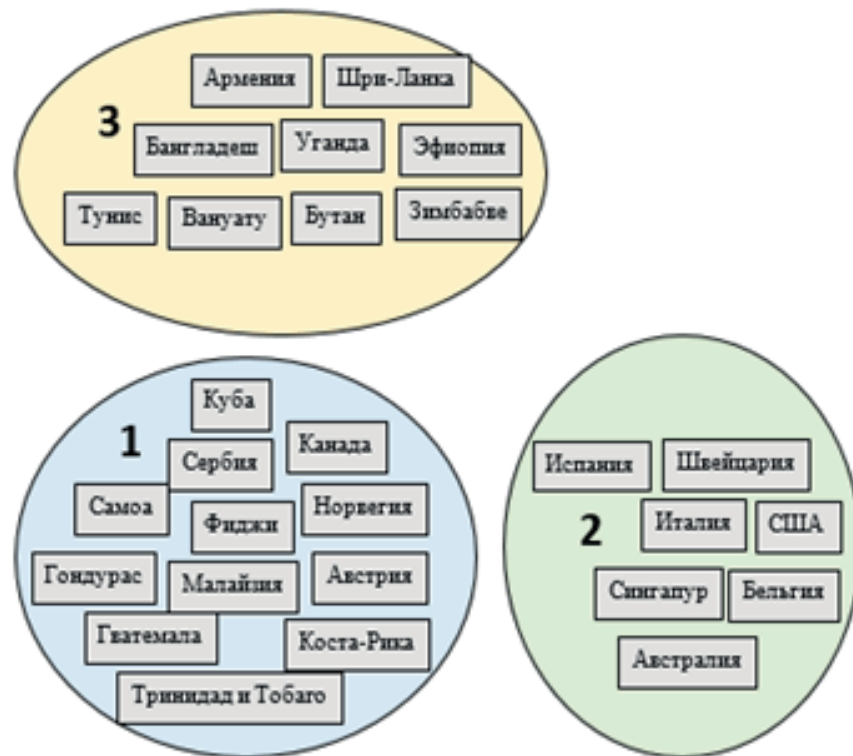 Армения
Шри-Ланка
3
Бангладеш
Уганда
Эфиопия
Тунис
Вануату
Бутан
Зимбабве
Куба
1
Канада
Сербия
Самоа
Фиджи
Норвегия
Гондурас
Малайзия
Австрия
Гватемала
Коста-Рика
Тринидад и Тобаго
Испания
Швейцария
2
Италия
США
Сингапур
Бельгия
Австралия